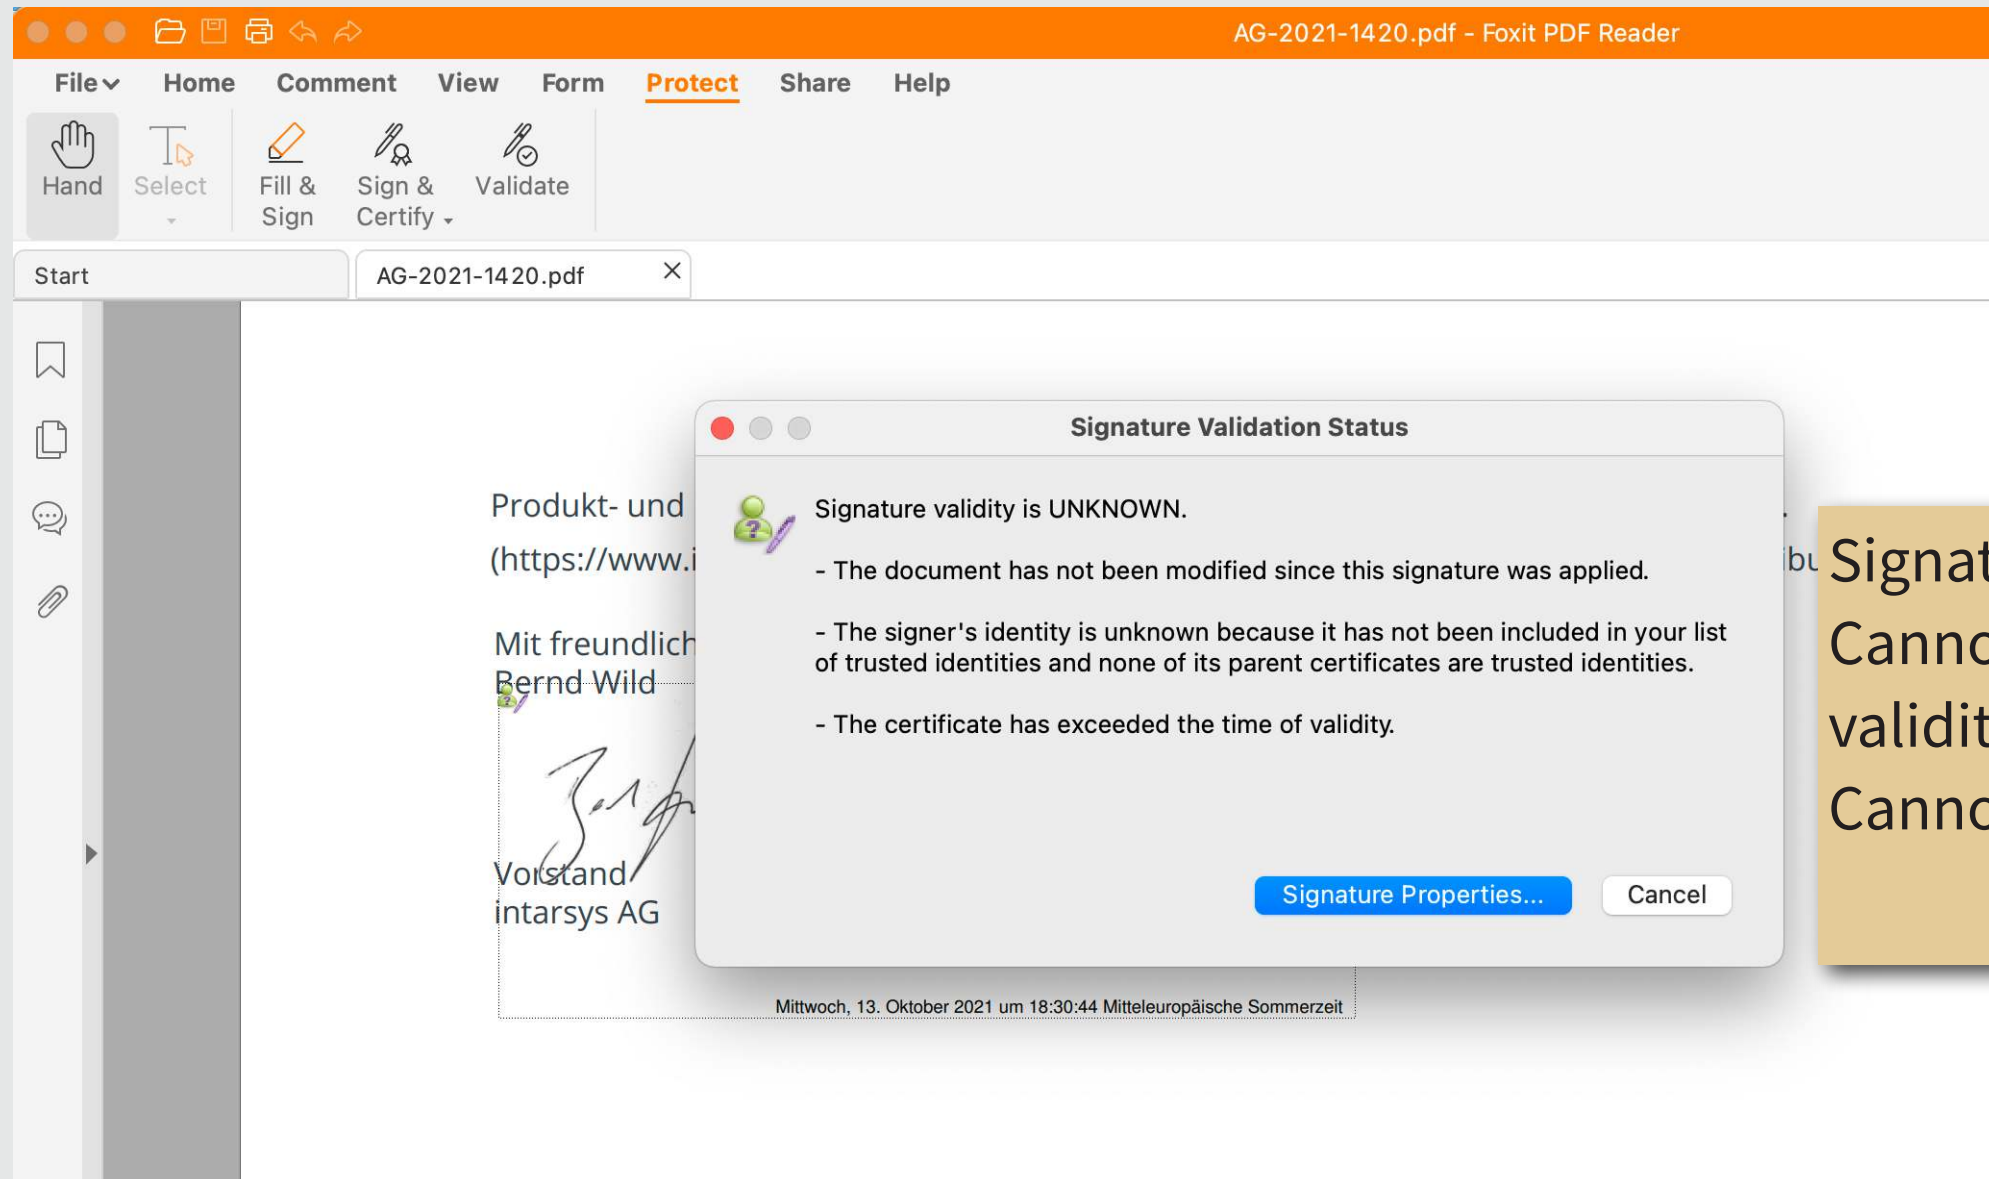 AG-2021-1420.pdf - Foxit PDF Reader
File Home Comment View Form Protect Share Help
Hand Select Fill & Sign & Validate
Sign Certify
Start AG-2021-1420.pdf
Signature Validation Status
Signature validity is UNKNOWN.
- The document has not been modified since this signature was applied.
- The signer's identity is unknown because it has not been included in your list
of trusted identities and none of its parent certificates are trusted identities.
- The certificate has exceeded the time of validity.
Signature Properties... Cancel
Produkt- und
(https://www.i
Mit freundlich
Bernd Wild
Vorstand
intarsys AG
Mittwoch, 13. Oktober 2021 um 18:30:44 Mitteleuropäische Sommerzeit
ibu
Signat
Canno
validit
Canno